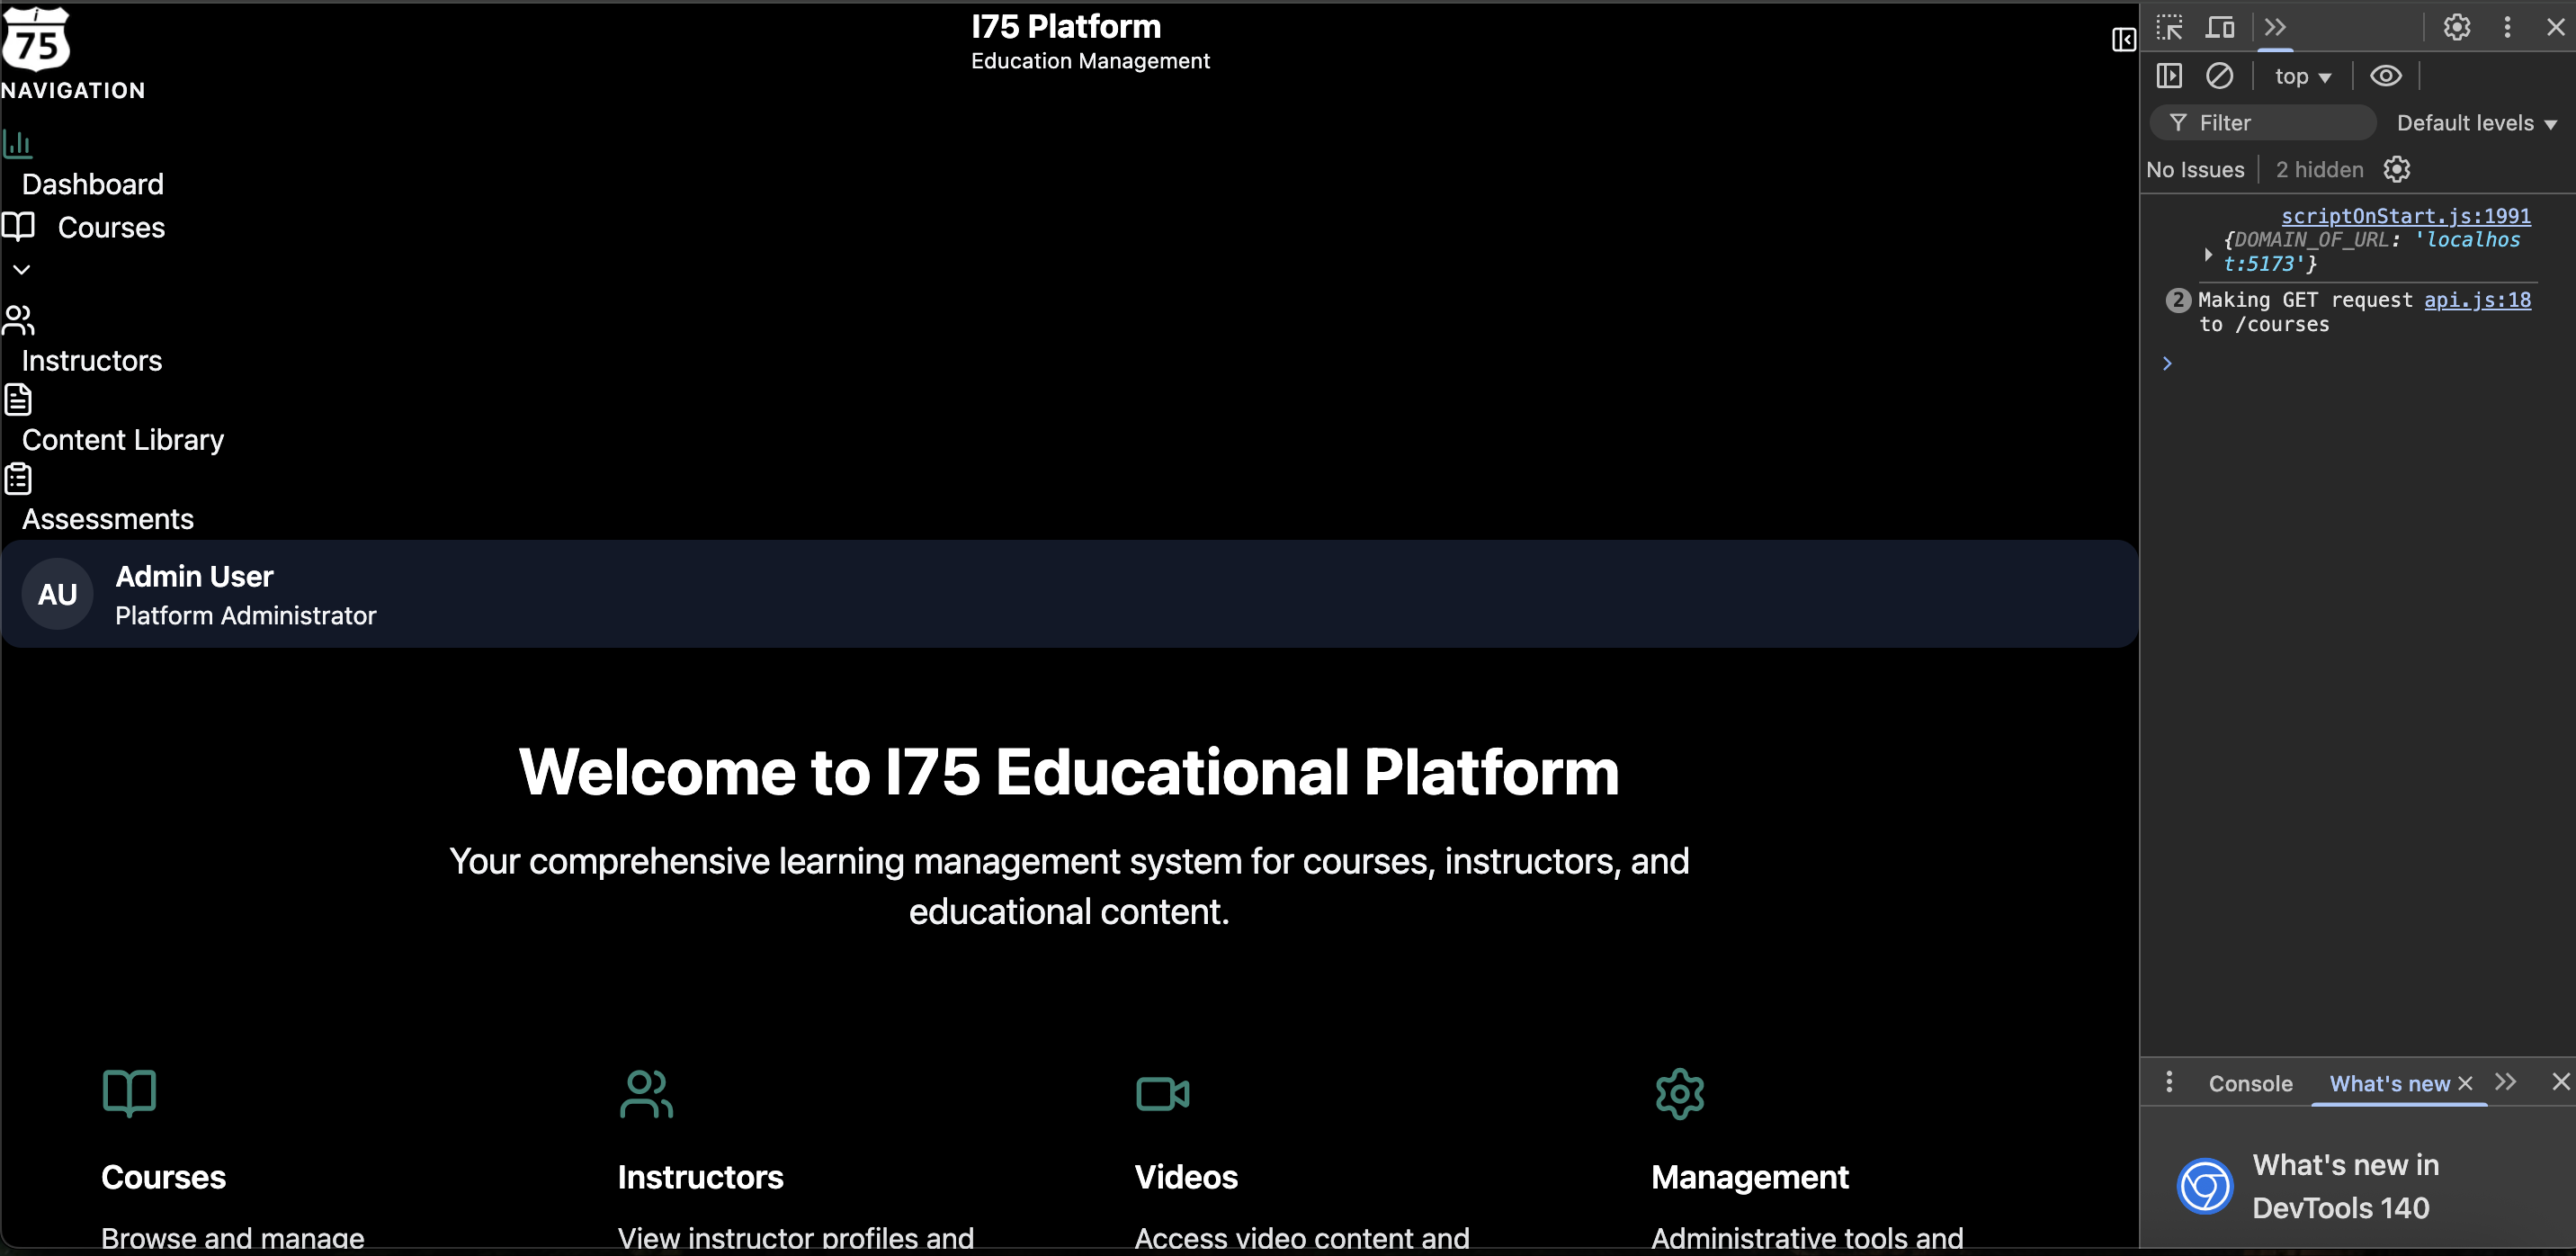 i
75
I75 Platform
Education Management
NAVIGATION
Dashboard
Courses
Instructors
Content Library
Assessments
AU
Admin User
Platform Administrator
Welcome to I75 Educational Platform
Your comprehensive learning management system for courses, instructors, and
educational content.
Courses
Browse and manage
Instructors
View instructor profiles and
Videos
Access video content and
Management
Administrative tools and
top
Filter
Default levels
No Issues
2 hidden
scriptOnStart.js:1991
{DOMAIN_OF_URL: 'localhos
t:5173'}
2 Making GET request api.js:18
to /courses
Console
What's new
What's new in
DevTools 140